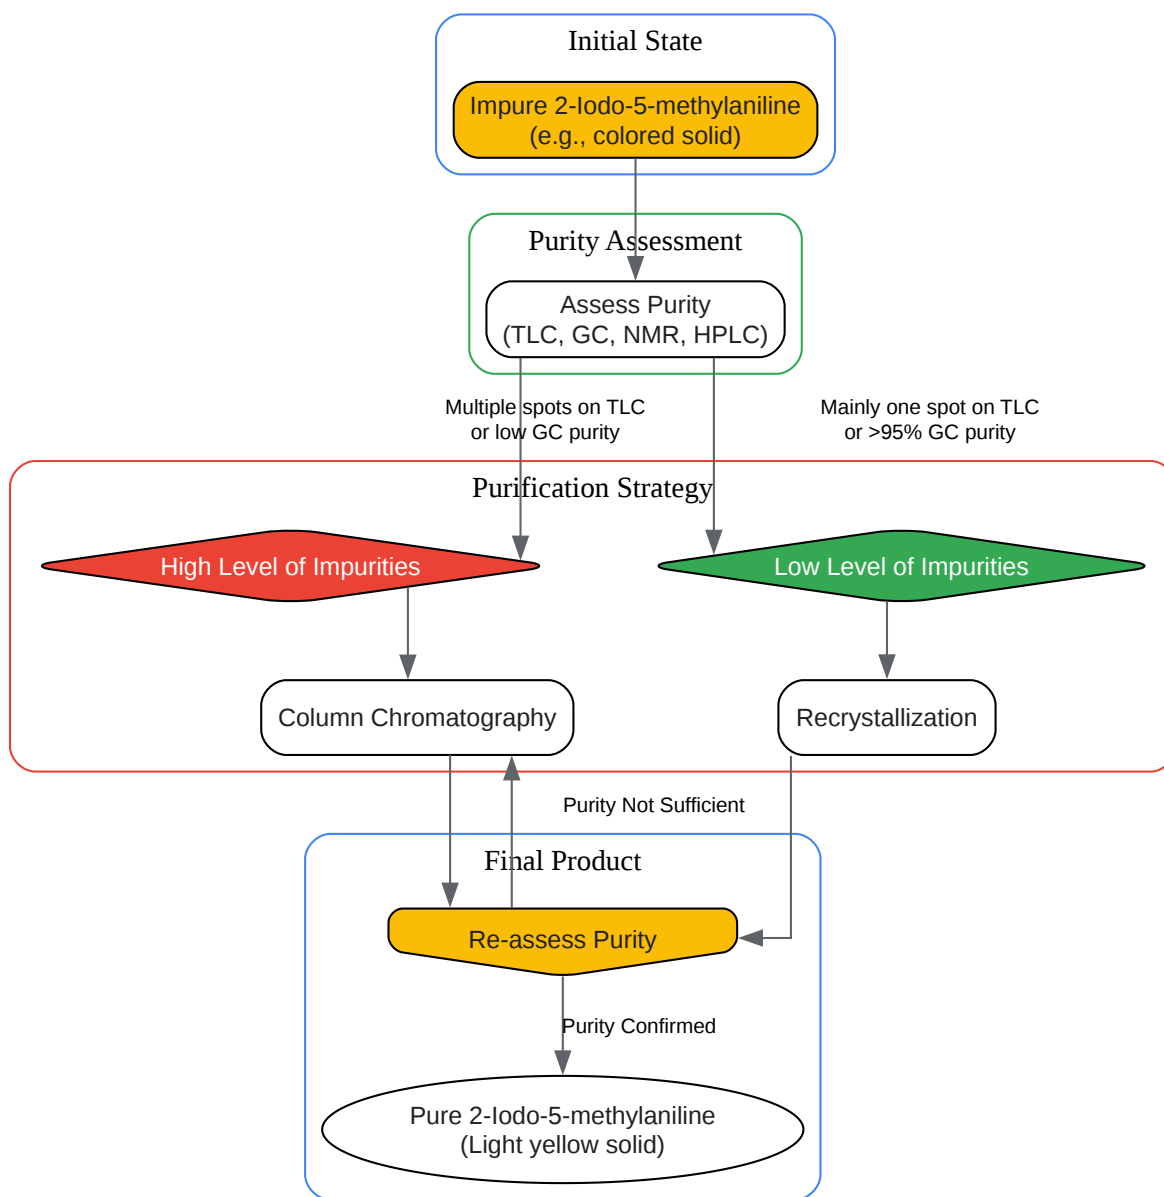 Initial State
Impure 2-Iodo-5-methylaniline
(e.g., colored solid)
Purity Assessment
Assess Purity
(TLC, GC, NMR, HPLC)
Multiple spots on TLC
or low GC purity
Mainly one spot on TLC
or >95% GC purity
Purification Strategy
High Level of Impurities
Low Level of Impurities
Column Chromatography
Recrystallization
Purity Not Sufficient
Final Product
Re-assess Purity
Purity Confirmed
Pure 2-Iodo-5-methylaniline
(Light yellow solid)